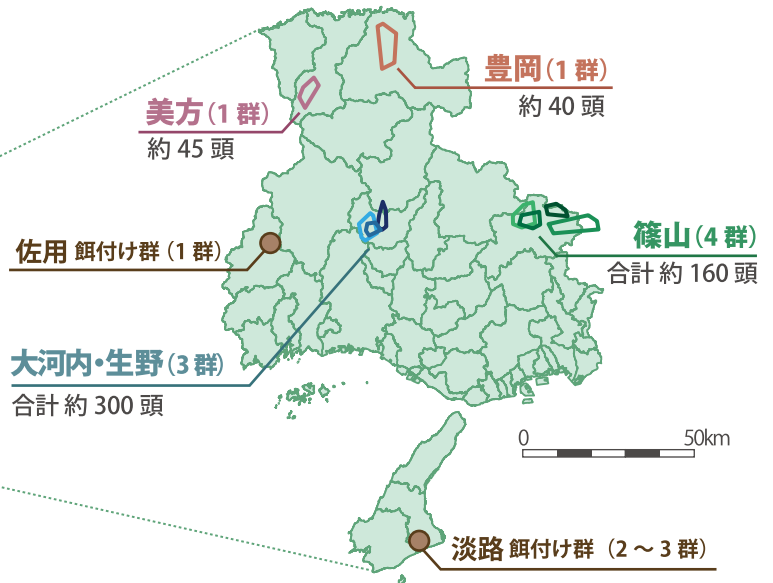 豊岡(1 群)
約 40 頭
美方(1 群)
約 45 頭
篠山(4 群)
合計 約 160 頭
佐用 餌付け群(1 群)
大河内・生野(3 群)
合計 約 300 頭
0 50km
淡路 餌付け群(2 〜 3 群)